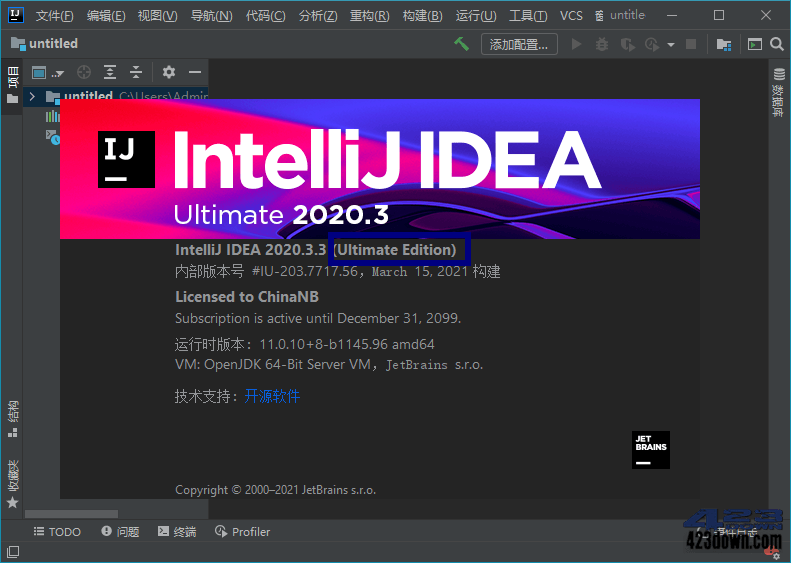 文件(F) 编辑(E) 视图(V) 导航(N) 代码(C) 分析(Z) 重构(R) 构建(B) 运行(U) 工具(T) VCS untitle
untitled 添加配置...
项目
untitled C:\Users\Admin
数据库
IJ
IntelliJ IDEA
Ultimate 2020.3
IntelliJ IDEA 2020.3.3 (Ultimate Edition)
内部版本号 #IU-203.7717.56，March 15, 2021 构建
Licensed to ChinaNB
Subscription is active until December 31, 2099.
运行时版本：11.0.10+8-b1145.96 amd64
VM: OpenJDK 64-Bit Server VM，JetBrains s.r.o.
技术支持：开源软件
结构
收藏夹
JET
BRAINS
Copyright © 2000–2021 JetBrains s.r.o.
TODO 问题 终端 Profiler 事件日志
423down.com